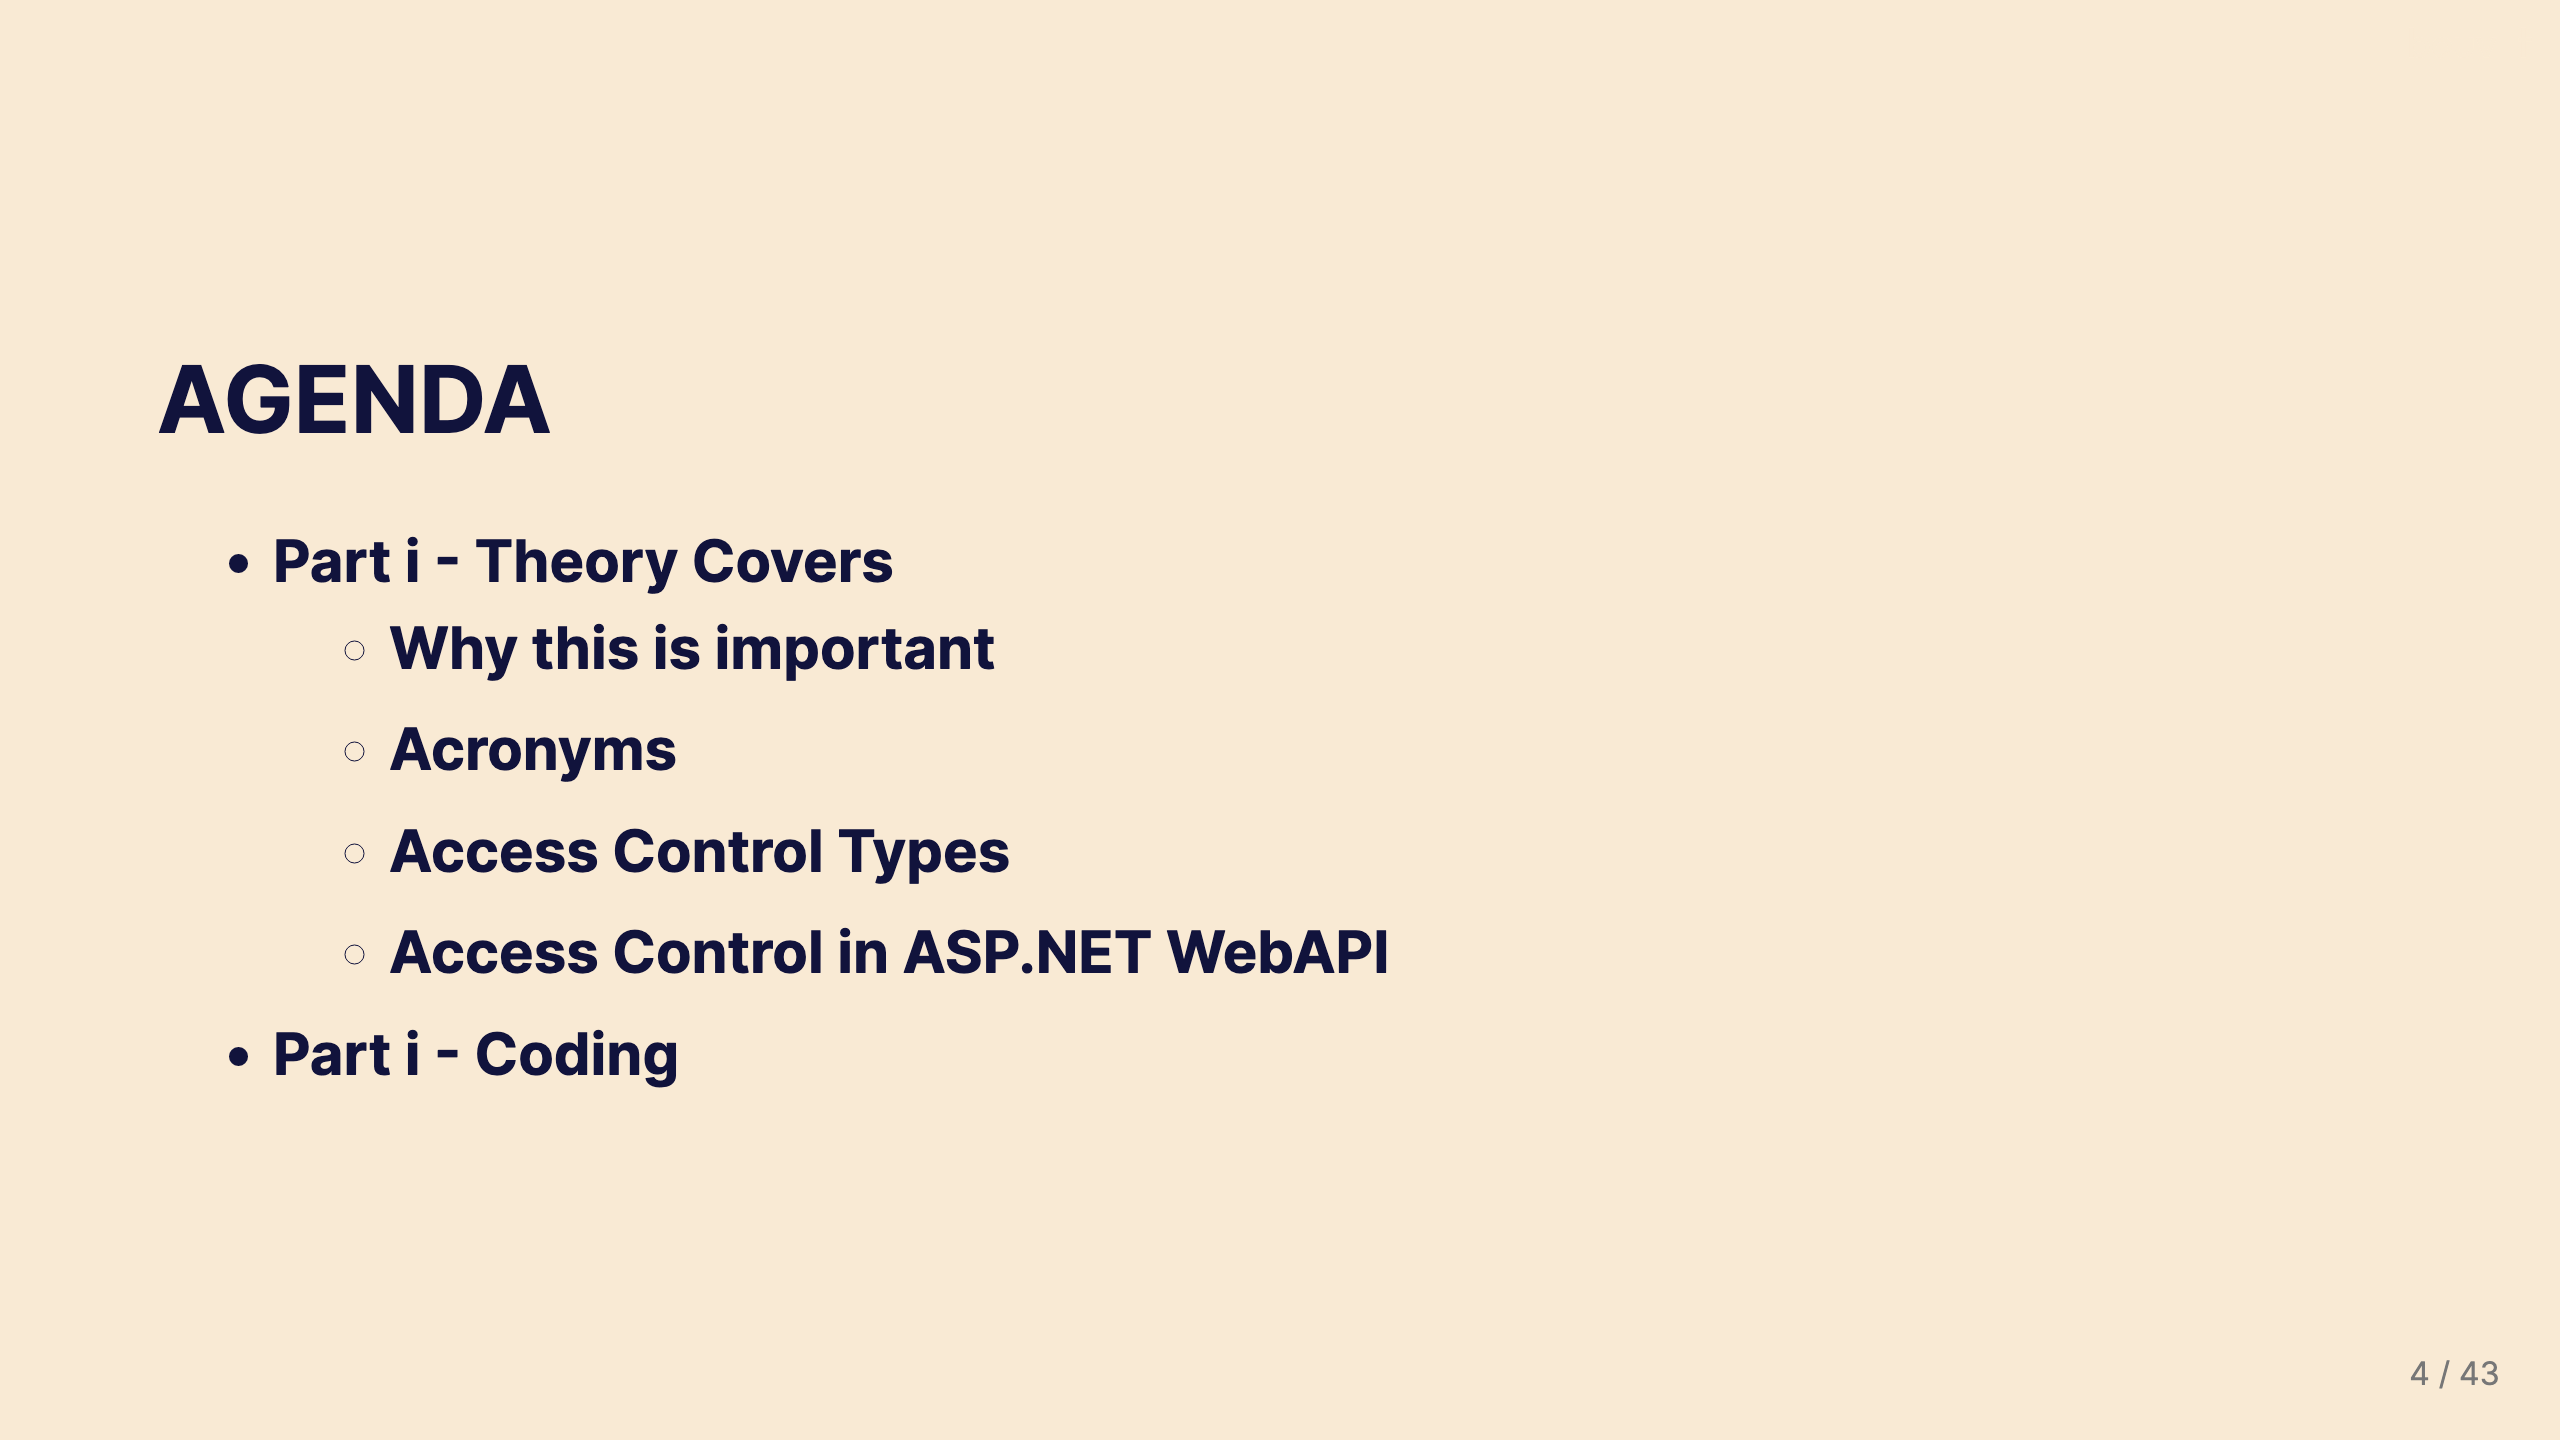 AGENDA
• Part i - Theory Covers
○ Why this is important
○ Acronyms
○ Access Control Types
○ Access Control in ASP.NET WebAPI
• Part i - Coding
4 / 43